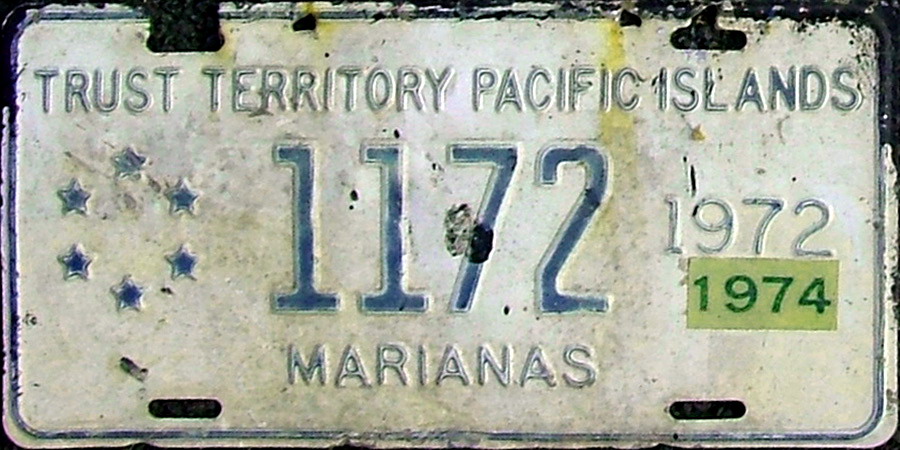 TRUST TERRITORY PACIFIC ISLANDS
1172
1972
1974
MARIANAS